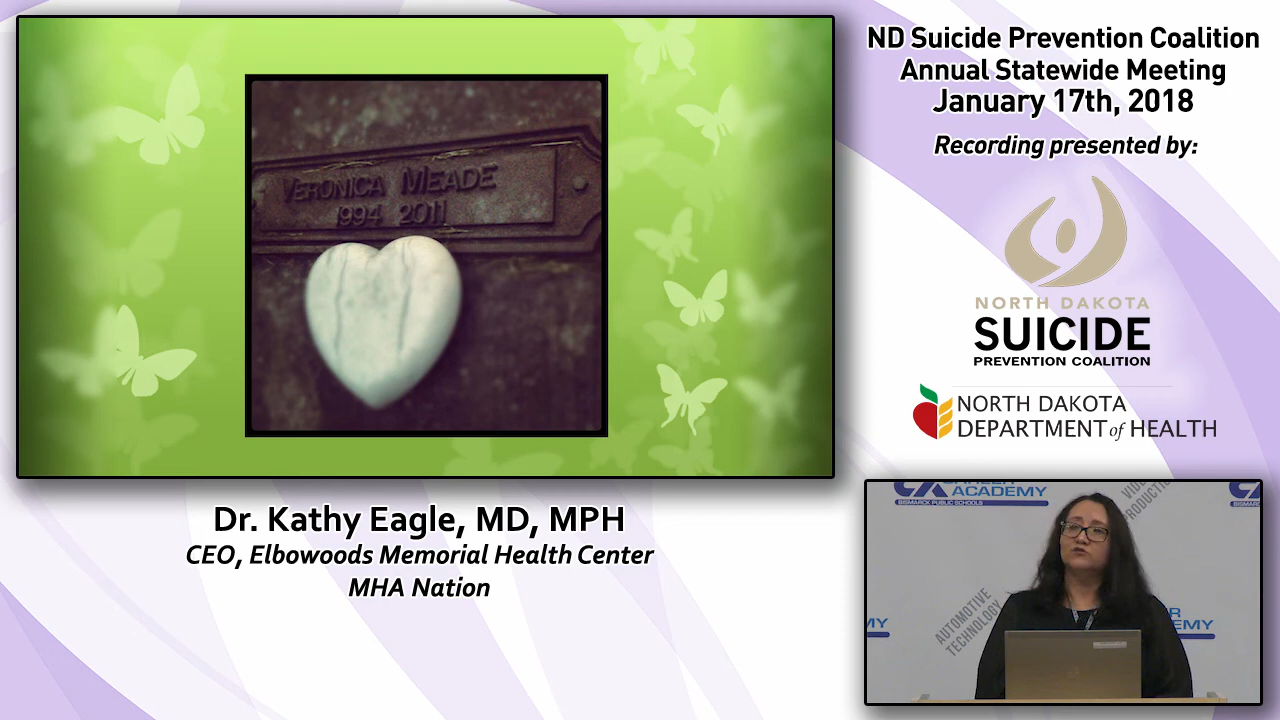 VERONICA MEADE
1994 2011
ND Suicide Prevention Coalition
Annual Statewide Meeting
January 17th, 2018
Recording presented by:
NORTH DAKOTA
SUICIDE
PREVENTION COALITION
NORTH DAKOTA
DEPARTMENT of HEALTH
Dr. Kathy Eagle, MD, MPH
CEO, Elbowoods Memorial Health Center
MHA Nation
ACADEMY
BISMARCK PUBLIC SCHOOLS
AUTOMOTIVE
TECHNOLOGY